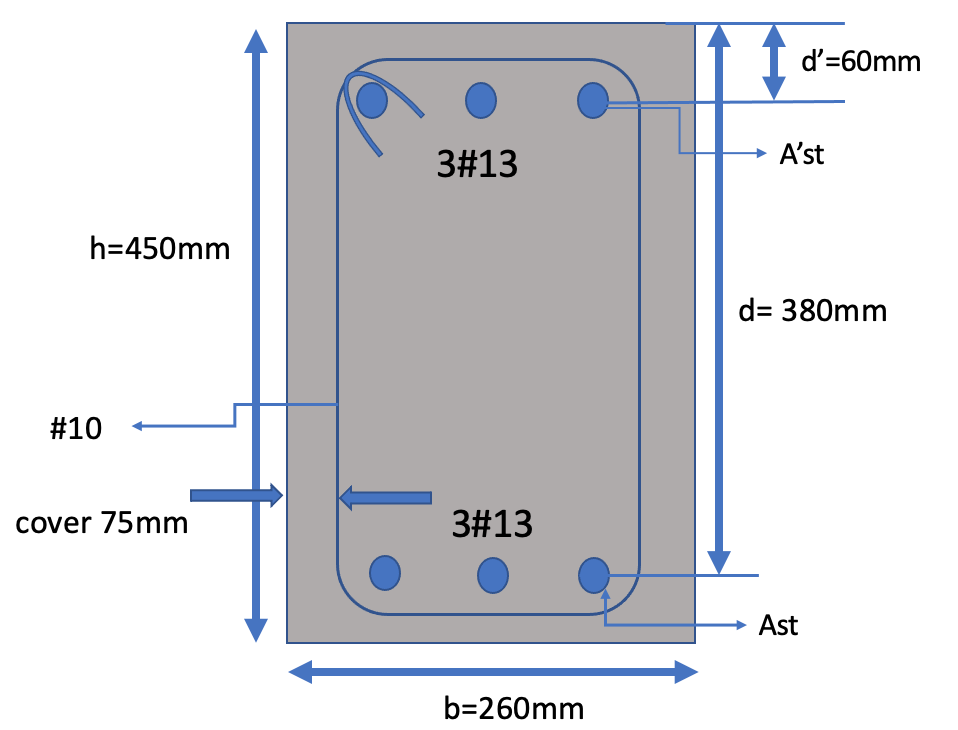 d’=60mm
3#13
A’st
h=450mm
d= 380mm
#10
cover 75mm
3#13
Ast
b=260mm